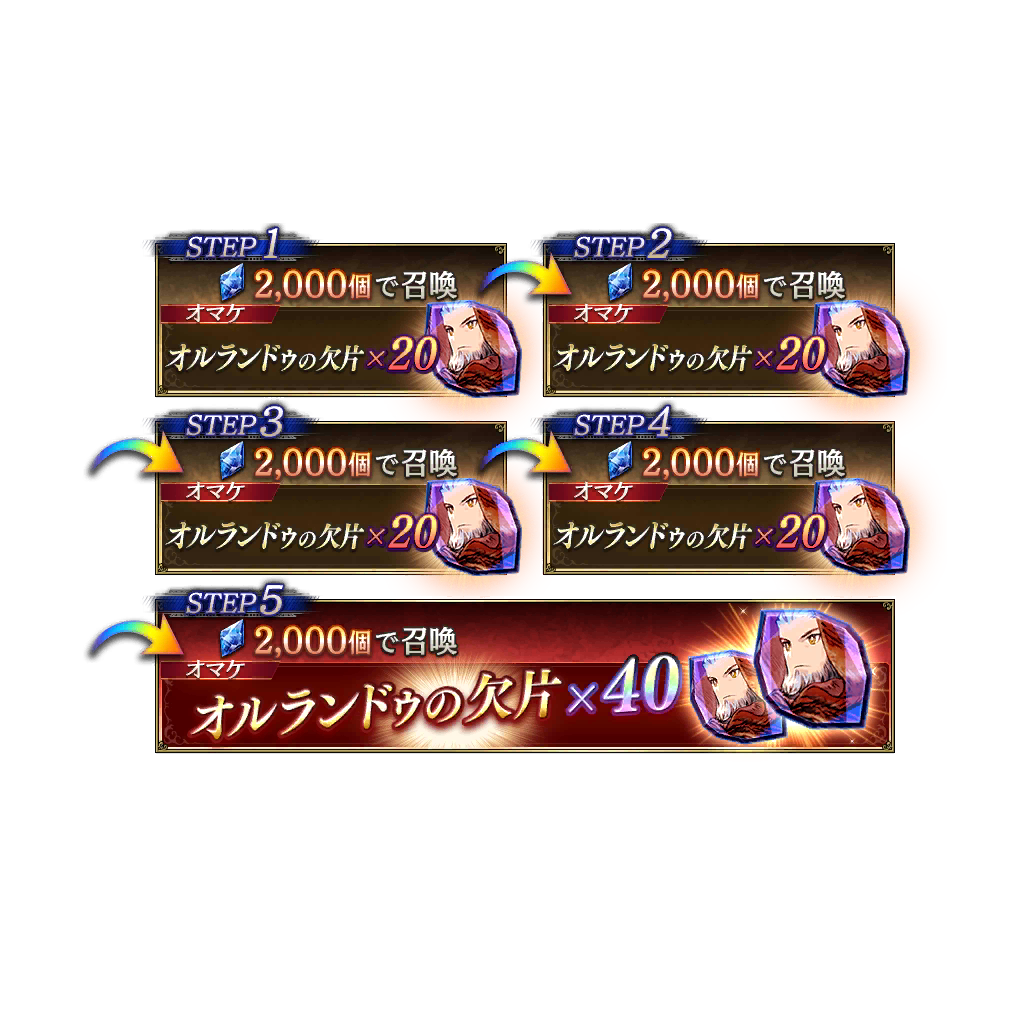 STEP 1
2,000個で召喚
オマケ
オルランドゥの欠片×20
STEP 2
2,000個で召喚
オマケ
オルランドゥの欠片×20
STEP 3
2,000個で召喚
オマケ
オルランドゥの欠片×20
STEP 4
2,000個で召喚
オマケ
オルランドゥの欠片×20
STEP 5
2,000個で召喚
オマケ
オルランドゥの欠片×40